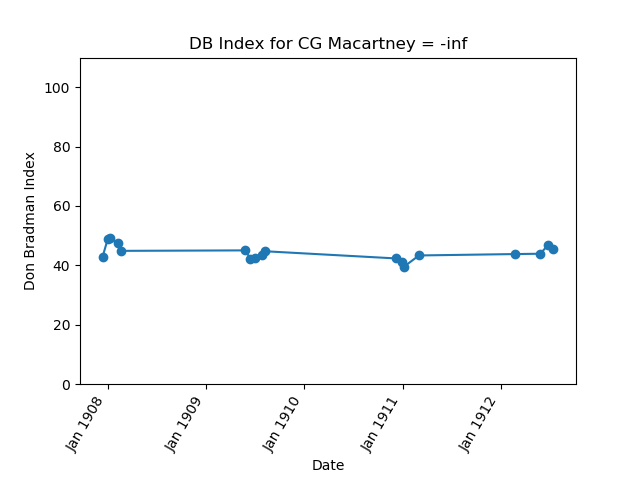 DB Index for CG Macartney = -inf
Don Bradman Index
100
80
60
40
20
0
Jan 1908
Jan 1909
Jan 1910
Jan 1911
Jan 1912
Date